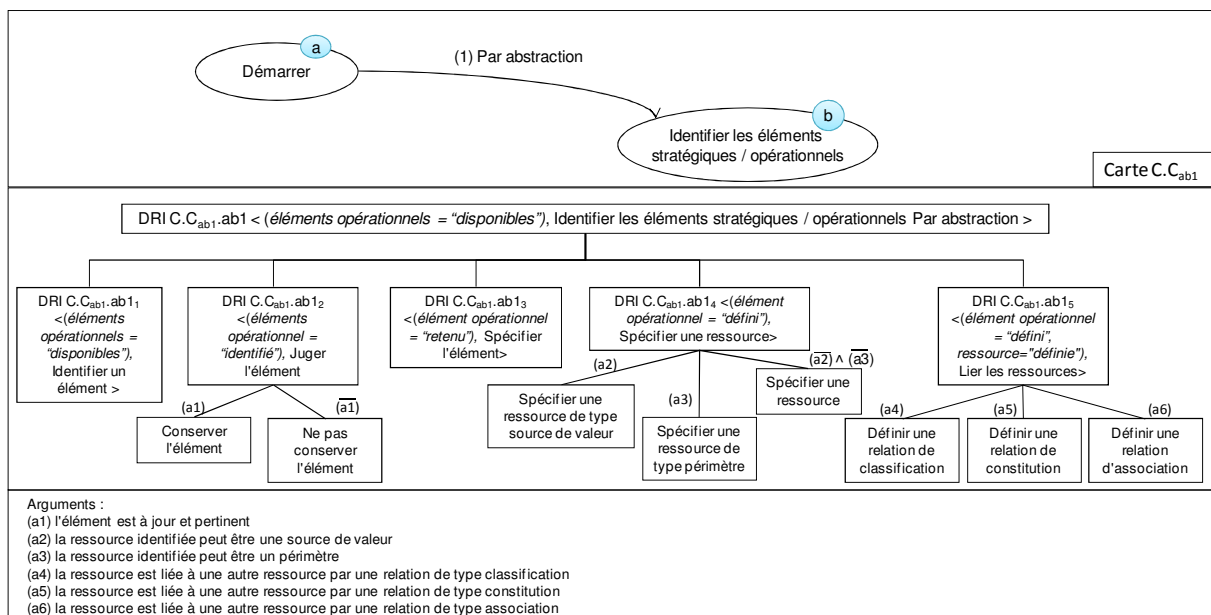 a
Démarrer
(1) Par abstraction
b
Identifier les éléments
stratégiques / opérationnels
Carte C.Cab1
DRI C.Cab1.ab1 < (éléments opérationnels = “disponibles”), Identifier les éléments stratégiques / opérationnels Par abstraction >
DRI C.Cab1.ab1₁
<(éléments
opérationnels =
“disponibles”),
Identifier un
élément >
DRI C.Cab1.ab1₂
<(éléments
opérationnel =
“identifié”), Juger
l'élément
DRI C.Cab1.ab1₃
<(élément opérationnel
= “retenu”), Spécifier
l'élément>
DRI C.Cab1.ab1₄ <(élément
opérationnel = “défini”),
Spécifier une ressource>
DRI C.Cab1.ab1₅
<(élément opérationnel
= “défini”,
ressource="définie"),
Lier les ressources>
(a1)
(a̅1̅)
(a2)
(a3)
(a̅2̅) ᴧ (a̅3̅)
(a4)
(a5)
(a6)
Conserver
l'élément
Ne pas
conserver
l'élément
Spécifier une
ressource de type
source de valeur
Spécifier une
ressource de
type périmètre
Spécifier une
ressource
Définir une
relation de
classification
Définir une
relation de
constitution
Définir une
relation
d'association
Arguments :
(a1) l'élément est à jour et pertinent
(a2) la ressource identifiée peut être une source de valeur
(a3) la ressource identifiée peut être un périmètre
(a4) la ressource est liée à une autre ressource par une relation de type classification
(a5) la ressource est liée à une autre ressource par une relation de type constitution
(a6) la ressource est liée à une autre ressource par une relation de type association